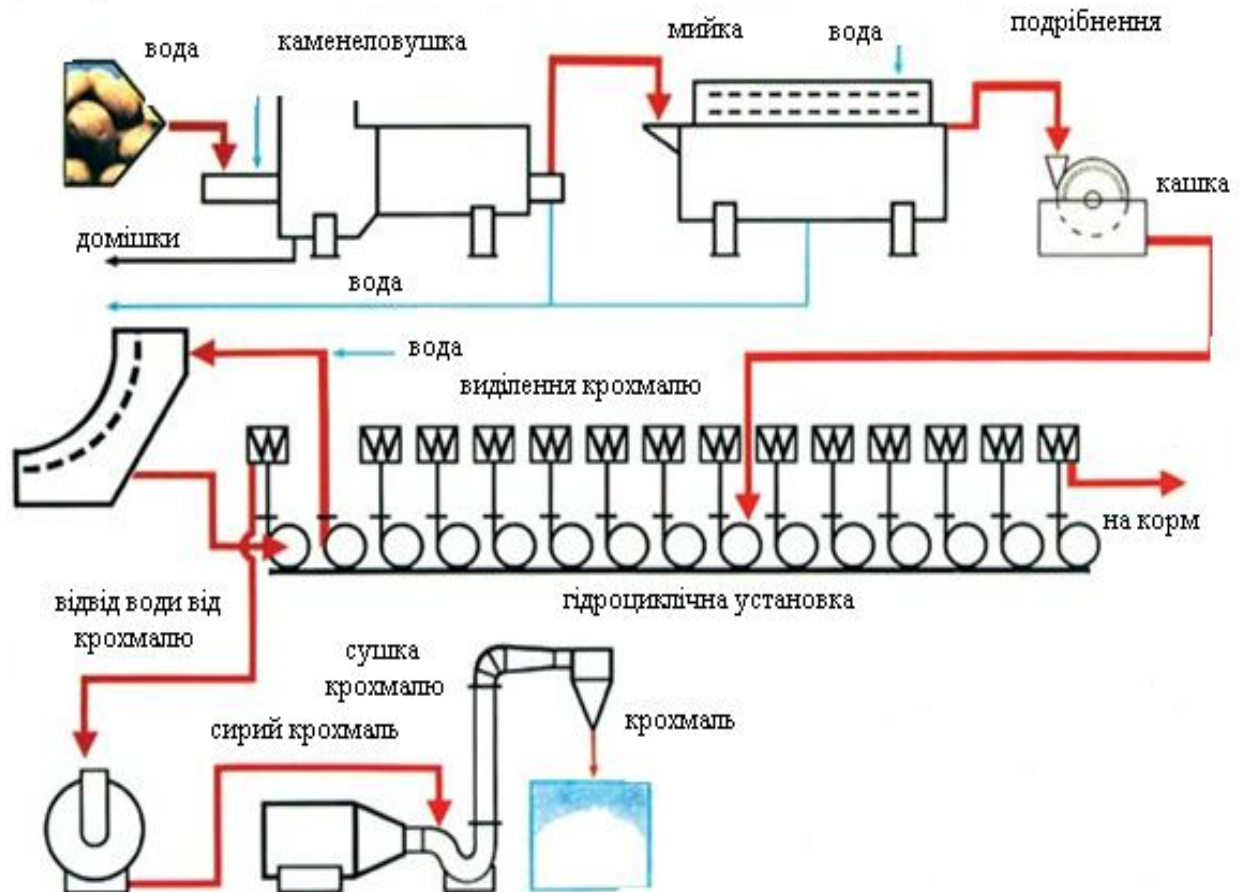 вода
каменеловушка
мийка
вода
подрібнення
кашка
домішки
вода
вода
виділення крохмалю
на корм
гідроциклічна установка
відвід води від
крохмалю
сушка
крохмалю
сирий крохмаль
крохмаль